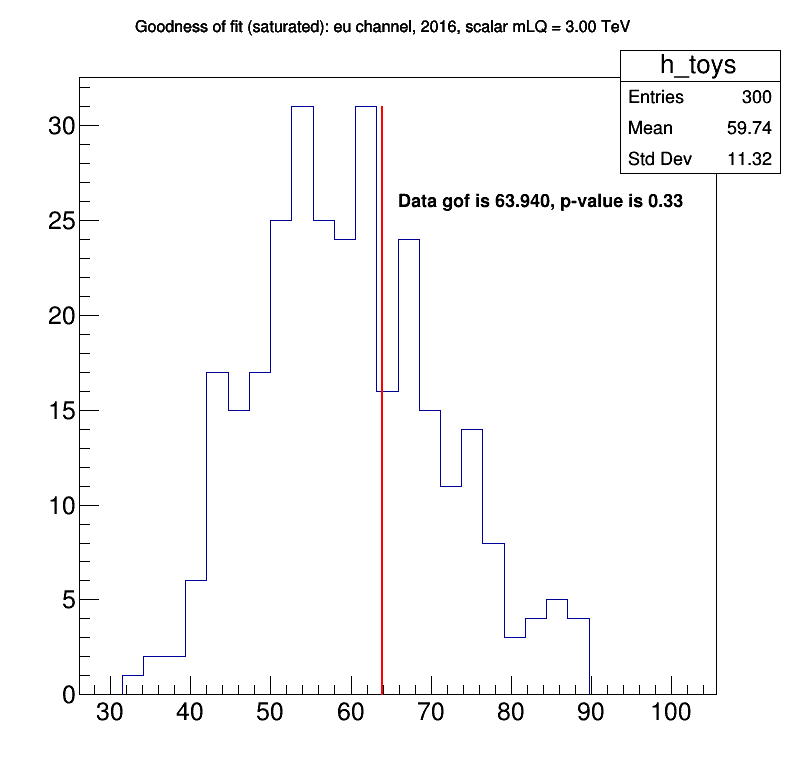 Goodness of fit (saturated): eu channel, 2016, scalar mLQ = 3.00 TeV
h_toys
Entries 300
Mean 59.74
Std Dev 11.32
Data gof is 63.940, p-value is 0.33
30
25
20
15
10
5
0
30 40 50 60 70 80 90 100